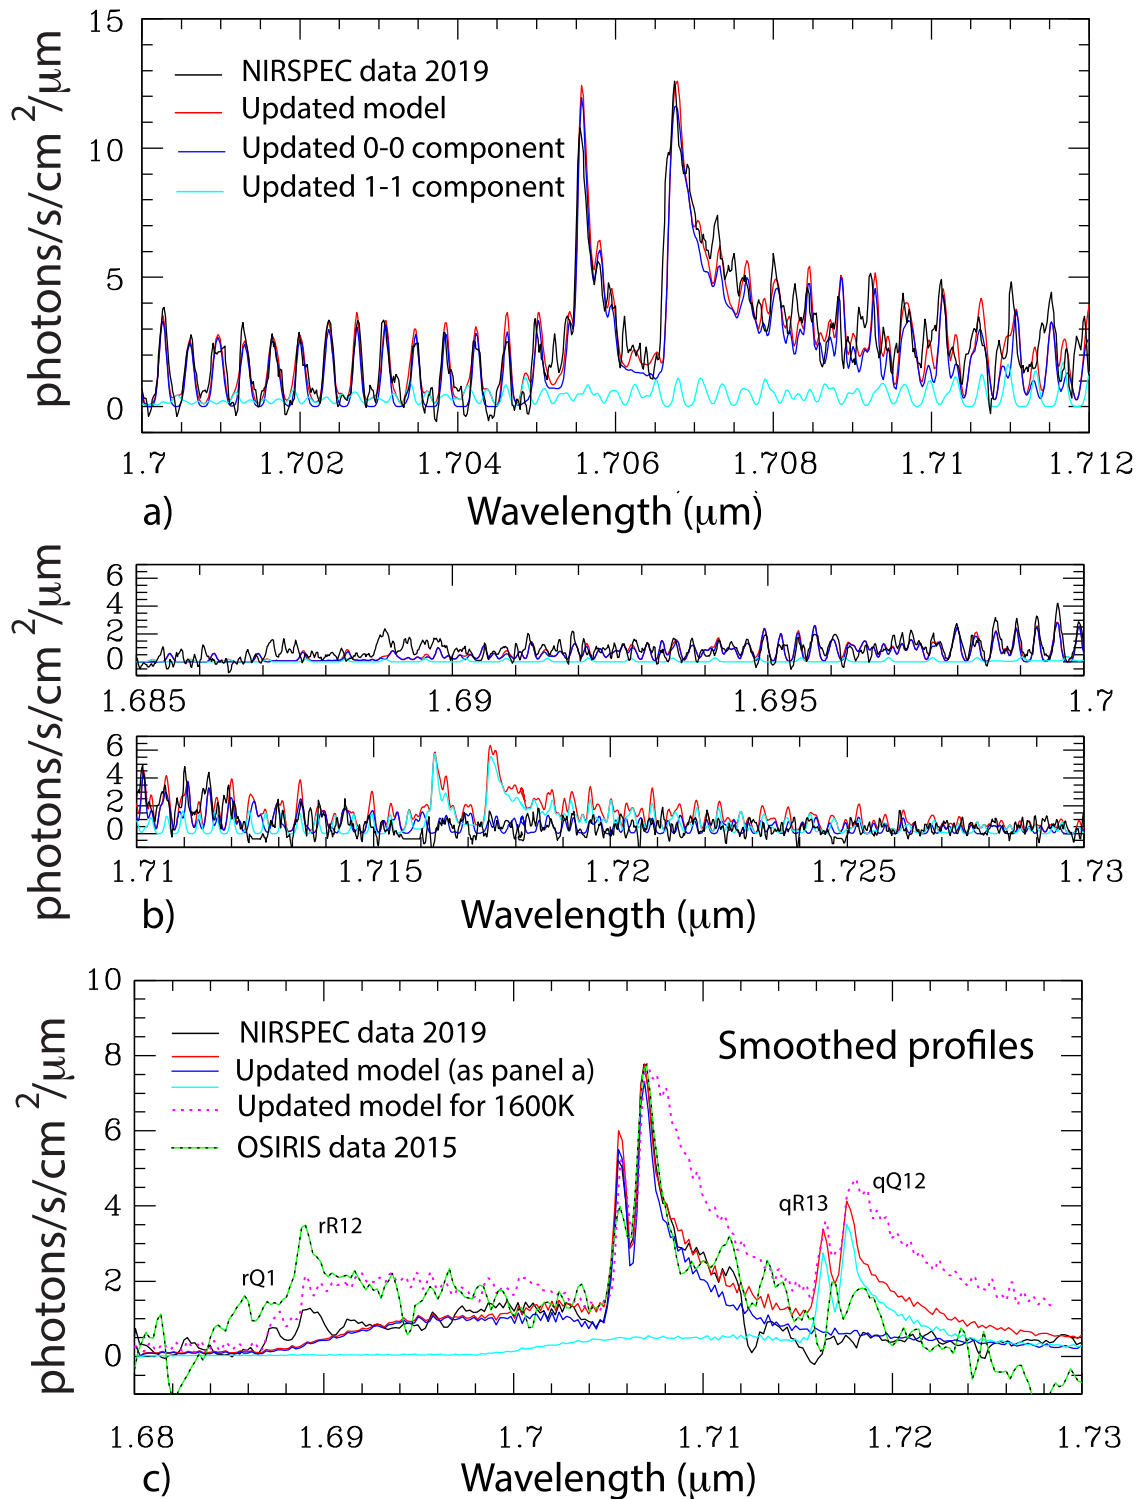 15
10
5
0
photons/s/cm 2/μm
NIRSPEC data 2019
Updated model
Updated 0-0 component
Updated 1-1 component
1.7 1.702 1.704 1.706 1.708 1.71 1.712
a) Wavelength (μm)
6
4
2
0
1.685 1.69 1.695 1.7
photons/s/cm 2/μm
6
4
2
0
1.71 1.715 1.72 1.725 1.73
b) Wavelength (μm)
10
8
6
4
2
0
photons/s/cm 2/μm
NIRSPEC data 2019
Updated model (as panel a)
Updated model for 1600K
OSIRIS data 2015
Smoothed profiles
rQ1
rR12
qR13
qQ12
1.68 1.69 1.7 1.71 1.72 1.73
c) Wavelength (μm)